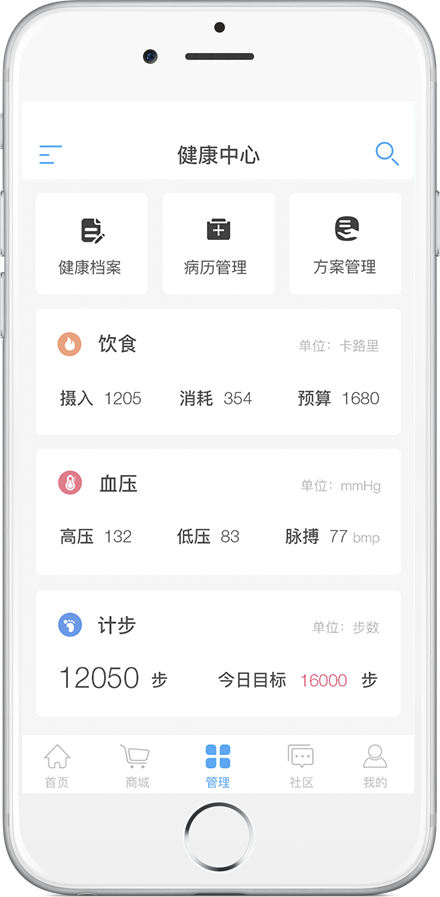 健康中心
健康档案 病历管理 方案管理
饮食 单位：卡路里
摄入 1205 消耗 354 预算 1680
血压 单位：mmHg
高压 132 低压 83 脉搏 77 bmp
计步 单位：步数
12050 步 今日目标 16000 步
首页 商城 管理 社区 我的